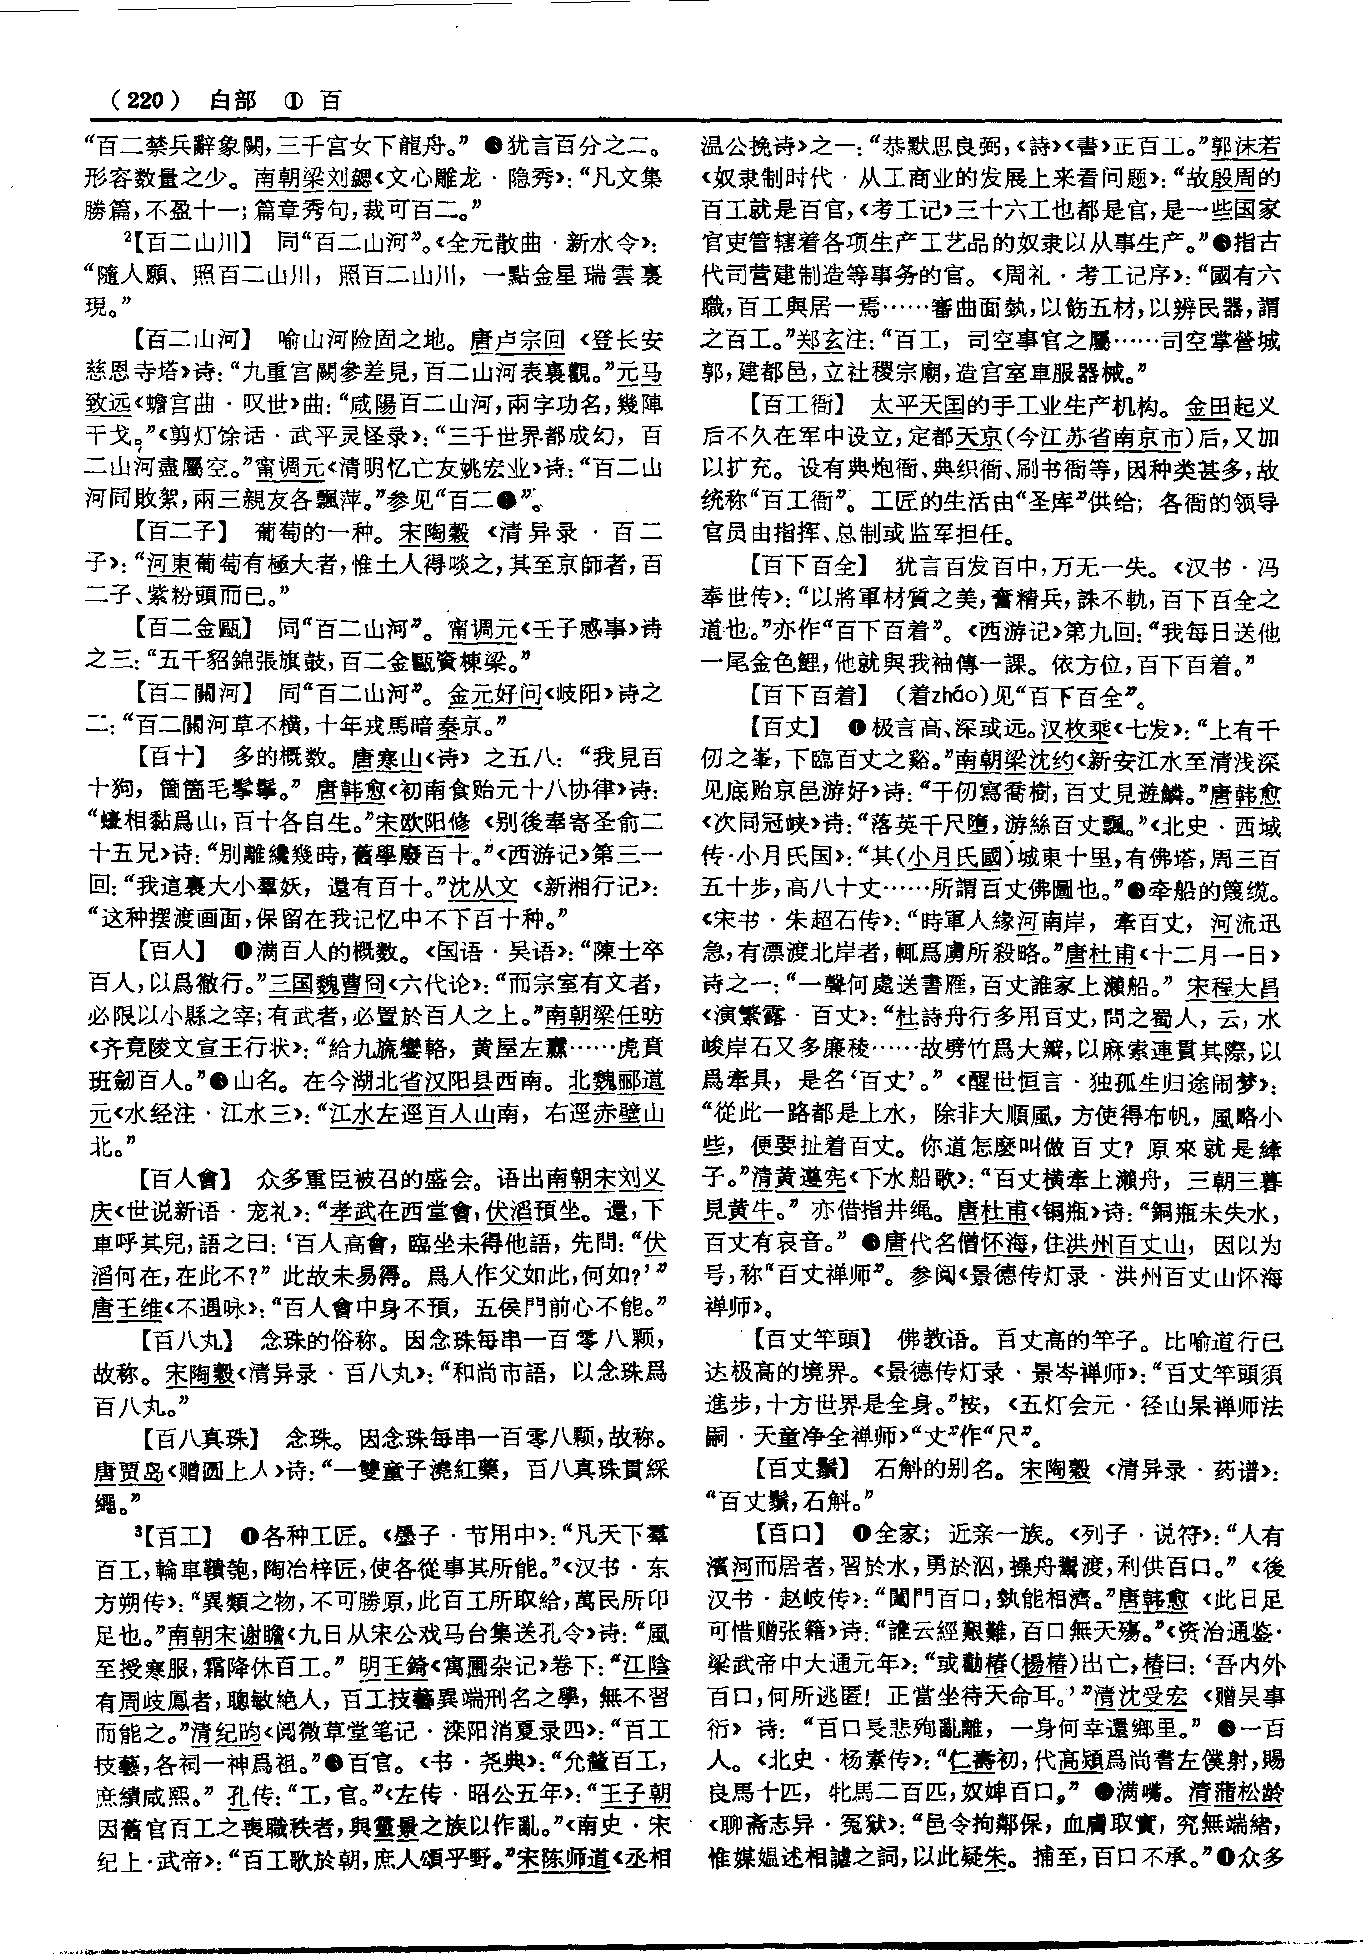 （220） 白部 ① 百
“百二禁兵辭象闕，三千宫女下龍舟。” ❸犹言百分之二。
形容数量之少。南朝梁刘勰《文心雕龙·隐秀》：“凡文集
勝篇，不盈十一；篇章秀句，裁可百二。”
²【百二山川】 同“百二山河”。《全元散曲·新水令》：
“隨人願、照百二山川，照百二山川，一點金星瑞雲裏
現。”
【百二山河】 喻山河险固之地。唐卢宗回《登长安
慈恩寺塔》诗：“九重宫闕參差見，百二山河表裏觀。”元马
致远《蟾宫曲·叹世》曲：“咸陽百二山河，兩字功名，幾陣
干戈。”《剪灯馀话·武平灵怪录》：“三千世界都成幻，百
二山河盡屬空。”甯调元《清明忆亡友姚宏业》诗：“百二山
河同敗絮，兩三親友各飄萍。”参见“百二❶”。
【百二子】 葡萄的一种。宋陶穀《清异录·百二
子》：“河東葡萄有極大者，惟土人得啖之，其至京師者，百
二子、紫粉頭而已。”
【百二金甌】 同“百二山河”。甯调元《壬子感事》诗
之三：“五千貂錦張旗鼓，百二金甌資棟梁。”
【百二關河】 同“百二山河”。金元好问《岐阳》诗之
二：“百二關河草不横，十年戎馬暗秦京。”
【百十】 多的概数。唐寒山《诗》之五八：“我見百
十狗，箇箇毛鬇鬡。”唐韩愈《初南食贻元十八协律》诗：
“蠔相黏爲山，百十各自生。”宋欧阳修《别後奉寄圣俞二
十五兄》诗：“别離纔幾時，舊學廢百十。”《西游记》第三一
回：“我這裏大小羣妖，還有百十。”沈从文《新湘行记》：
“这种摆渡画面，保留在我记忆中不下百十种。”
【百人】 ❶满百人的概数。《国语·吴语》：“陳士卒
百人，以爲徹行。”三国魏曹冏《六代论》：“而宗室有文者，
必限以小縣之宰；有武者，必置於百人之上。”南朝梁任昉
《齐竟陵文宣王行状》：“給九旒鑾輅，黄屋左纛……虎賁
班劒百人。”❷山名。在今湖北省汉阳县西南。北魏郦道
元《水经注·江水三》：“江水左逕百人山南，右逕赤壁山
北。”
【百人會】 众多重臣被召的盛会。语出南朝宋刘义
庆《世说新语·宠礼》：“孝武在西堂會，伏滔預坐。還，下
車呼其兒，語之曰：‘百人高會，臨坐未得他語，先問：“伏
滔何在，在此不？”此故未易得。爲人作父如此，何如？’”
唐王维《不遇咏》：“百人會中身不預，五侯門前心不能。”
【百八丸】 念珠的俗称。因念珠每串一百零八颗，
故称。宋陶穀《清异录·百八丸》：“和尚市語，以念珠爲
百八丸。”
【百八真珠】 念珠。因念珠每串一百零八颗，故称。
唐贾岛《赠圆上人》诗：“一雙童子澆紅藥，百八真珠貫綵
繩。”
³【百工】 ❶各种工匠。《墨子·节用中》：“凡天下羣
百工，輪車鞼匏，陶冶梓匠，使各從事其所能。”《汉书·东
方朔传》：“異類之物，不可勝原，此百工所取給，萬民所卬
足也。”南朝宋谢瞻《九日从宋公戏马台集送孔令》诗：“風
至授寒服，霜降休百工。”明王錡《寓圃杂记》卷下：“江陰
有周歧鳳者，聰敏絶人，百工技藝異端刑名之學，無不習
而能之。”清纪昀《阅微草堂笔记·滦阳消夏录四》：“百工
技藝，各祠一神爲祖。”❷百官。《书·尧典》：“允釐百工，
庶績咸熙。”孔传：“工，官。”《左传·昭公五年》：“王子朝
因舊官百工之喪職秩者，與靈景之族以作亂。”《南史·宋
纪上·武帝》：“百工歌於朝，庶人頌乎野。”宋陈师道《丞相
温公挽诗》之一：“恭默思良弼，《詩》《書》正百工。”郭沫若
《奴隶制时代·从工商业的发展上来看问题》：“故殷周的
百工就是百官，《考工记》三十六工也都是官，是一些国家
官吏管辖着各项生产工艺品的奴隶以从事生产。”❸指古
代司营建制造等事务的官。《周礼·考工记序》：“國有六
職，百工與居一焉……審曲面埶，以飭五材，以辨民器，謂
之百工。”郑玄注：“百工，司空事官之屬……司空掌營城
郭，建都邑，立社稷宗廟，造宫室車服器械。”
【百工衙】 太平天囯的手工业生产机构。金田起义
后不久在军中设立，定都天京（今江苏省南京市）后，又加
以扩充。设有典炮衙、典织衙、刷书衙等，因种类甚多，故
统称“百工衙”。工匠的生活由“圣库”供给；各衙的领导
官员由指挥、总制或监军担任。
【百下百全】 犹言百发百中，万无一失。《汉书·冯
奉世传》：“以將軍材質之美，奮精兵，誅不軌，百下百全之
道也。”亦作“百下百着”。《西游记》第九回：“我每日送他
一尾金色鯉，他就與我袖傳一課。依方位，百下百着。”
【百下百着】 （着zháo）见“百下百全”。
【百丈】 ❶极言高、深或远。汉枚乘《七发》：“上有千
仞之峯，下臨百丈之谿。”南朝梁沈约《新安江水至清浅深
见底贻京邑游好》诗：“千仞寫喬樹，百丈見遊鱗。”唐韩愈
《次同冠峡》诗：“落英千尺墮，游絲百丈飄。”《北史·西域
传·小月氏国》：“其（小月氏國）城東十里，有佛塔，周三百
五十步，高八十丈……所謂百丈佛圖也。”❷牵船的篾缆。
《宋书·朱超石传》：“時軍人緣河南岸，牽百丈，河流迅
急，有漂渡北岸者，輒爲虜所殺略。”唐杜甫《十二月一日》
诗之一：“一聲何處送書雁，百丈誰家上瀨船。”宋程大昌
《演繁露·百丈》：“杜詩舟行多用百丈，問之蜀人，云，水
峻岸石又多廉稜……故劈竹爲大瓣，以麻索連貫其際，以
爲牽具，是名‘百丈’。”《醒世恒言·独孤生归途闹梦》：
“從此一路都是上水，除非大順風，方使得布帆，風略小
些，便要扯着百丈。你道怎麽叫做百丈？原來就是縴
子。”清黄遵宪《下水船歌》：“百丈横牽上瀨舟，三朝三暮
見黄牛。”亦借指井绳。唐杜甫《铜瓶》诗：“銅瓶未失水，
百丈有哀音。”❸唐代名僧怀海，住洪州百丈山，因以为
号，称“百丈禅师”。参阅《景德传灯录·洪州百丈山怀海
禅师》。
【百丈竿頭】 佛教语。百丈高的竿子。比喻道行已
达极高的境界。《景德传灯录·景岑禅师》：“百丈竿頭須
進步，十方世界是全身。”按，《五灯会元·径山杲禅师法
嗣·天童净全禅师》“丈”作“尺”。
【百丈鬚】 石斛的别名。宋陶穀《清异录·药谱》：
“百丈鬚，石斛。”
【百口】 ❶全家；近亲一族。《列子·说符》：“人有
濱河而居者，習於水，勇於泅，操舟鬻渡，利供百口。”《後
汉书·赵岐传》：“闔門百口，埶能相濟。”唐韩愈《此日足
可惜赠张籍》诗：“誰云經艱難，百口無夭殤。”《资治通鉴·
梁武帝中大通元年》：“或勸椿（楊椿）出亡，椿曰：‘吾内外
百口，何所逃匿！正當坐待天命耳。’”清沈受宏《赠吴事
衍》诗：“百口長悲殉亂離，一身何幸還鄉里。”❷一百
人。《北史·杨素传》：“仁壽初，代高熲爲尚書左僕射，賜
良馬十匹，牝馬二百匹，奴婢百口。”❸满嘴。清蒲松龄
《聊斋志异·冤狱》：“邑令拘鄰保，血膚取實，究無端緒，
惟媒媪述相謔之詞，以此疑朱。捕至，百口不承。”❹众多